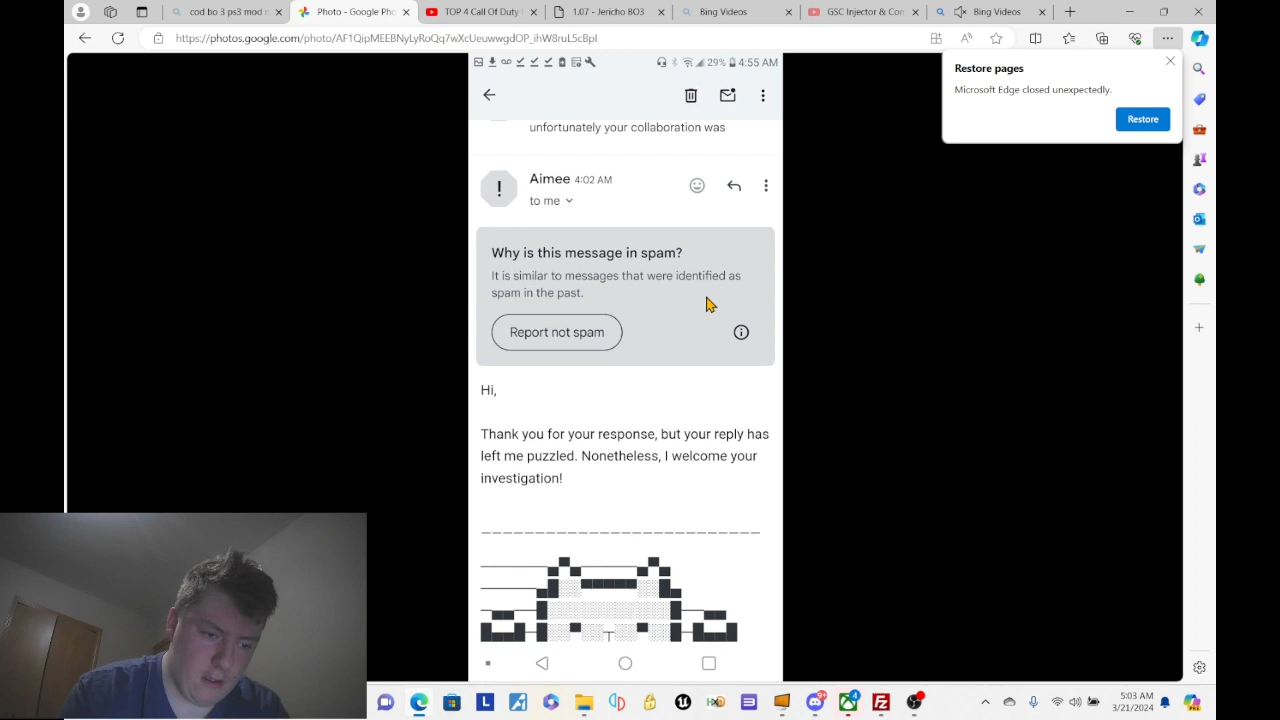 cod bo 3 ps3 mod
Photo - Google Pho
TOP 4 Call Of Duty
1.07 - Jericho BO3
Bing Videos
GSC Injector & Con
Bing Videos
https://photos.google.com/photo/AF1QipMEEBNyLyRoQq7wXcUeuwwgdOP_ihW8ruL5cBpI
Restore pages
Microsoft Edge closed unexpectedly.
Restore
29% 4:55 AM
unfortunately your collaboration was
Aimee 4:02 AM
to me
Why is this message in spam?
It is similar to messages that were identified as
spam in the past.
Report not spam
Hi,
Thank you for your response, but your reply has
left me puzzled. Nonetheless, I welcome your
investigation!
5:03 AM
3/21/2024